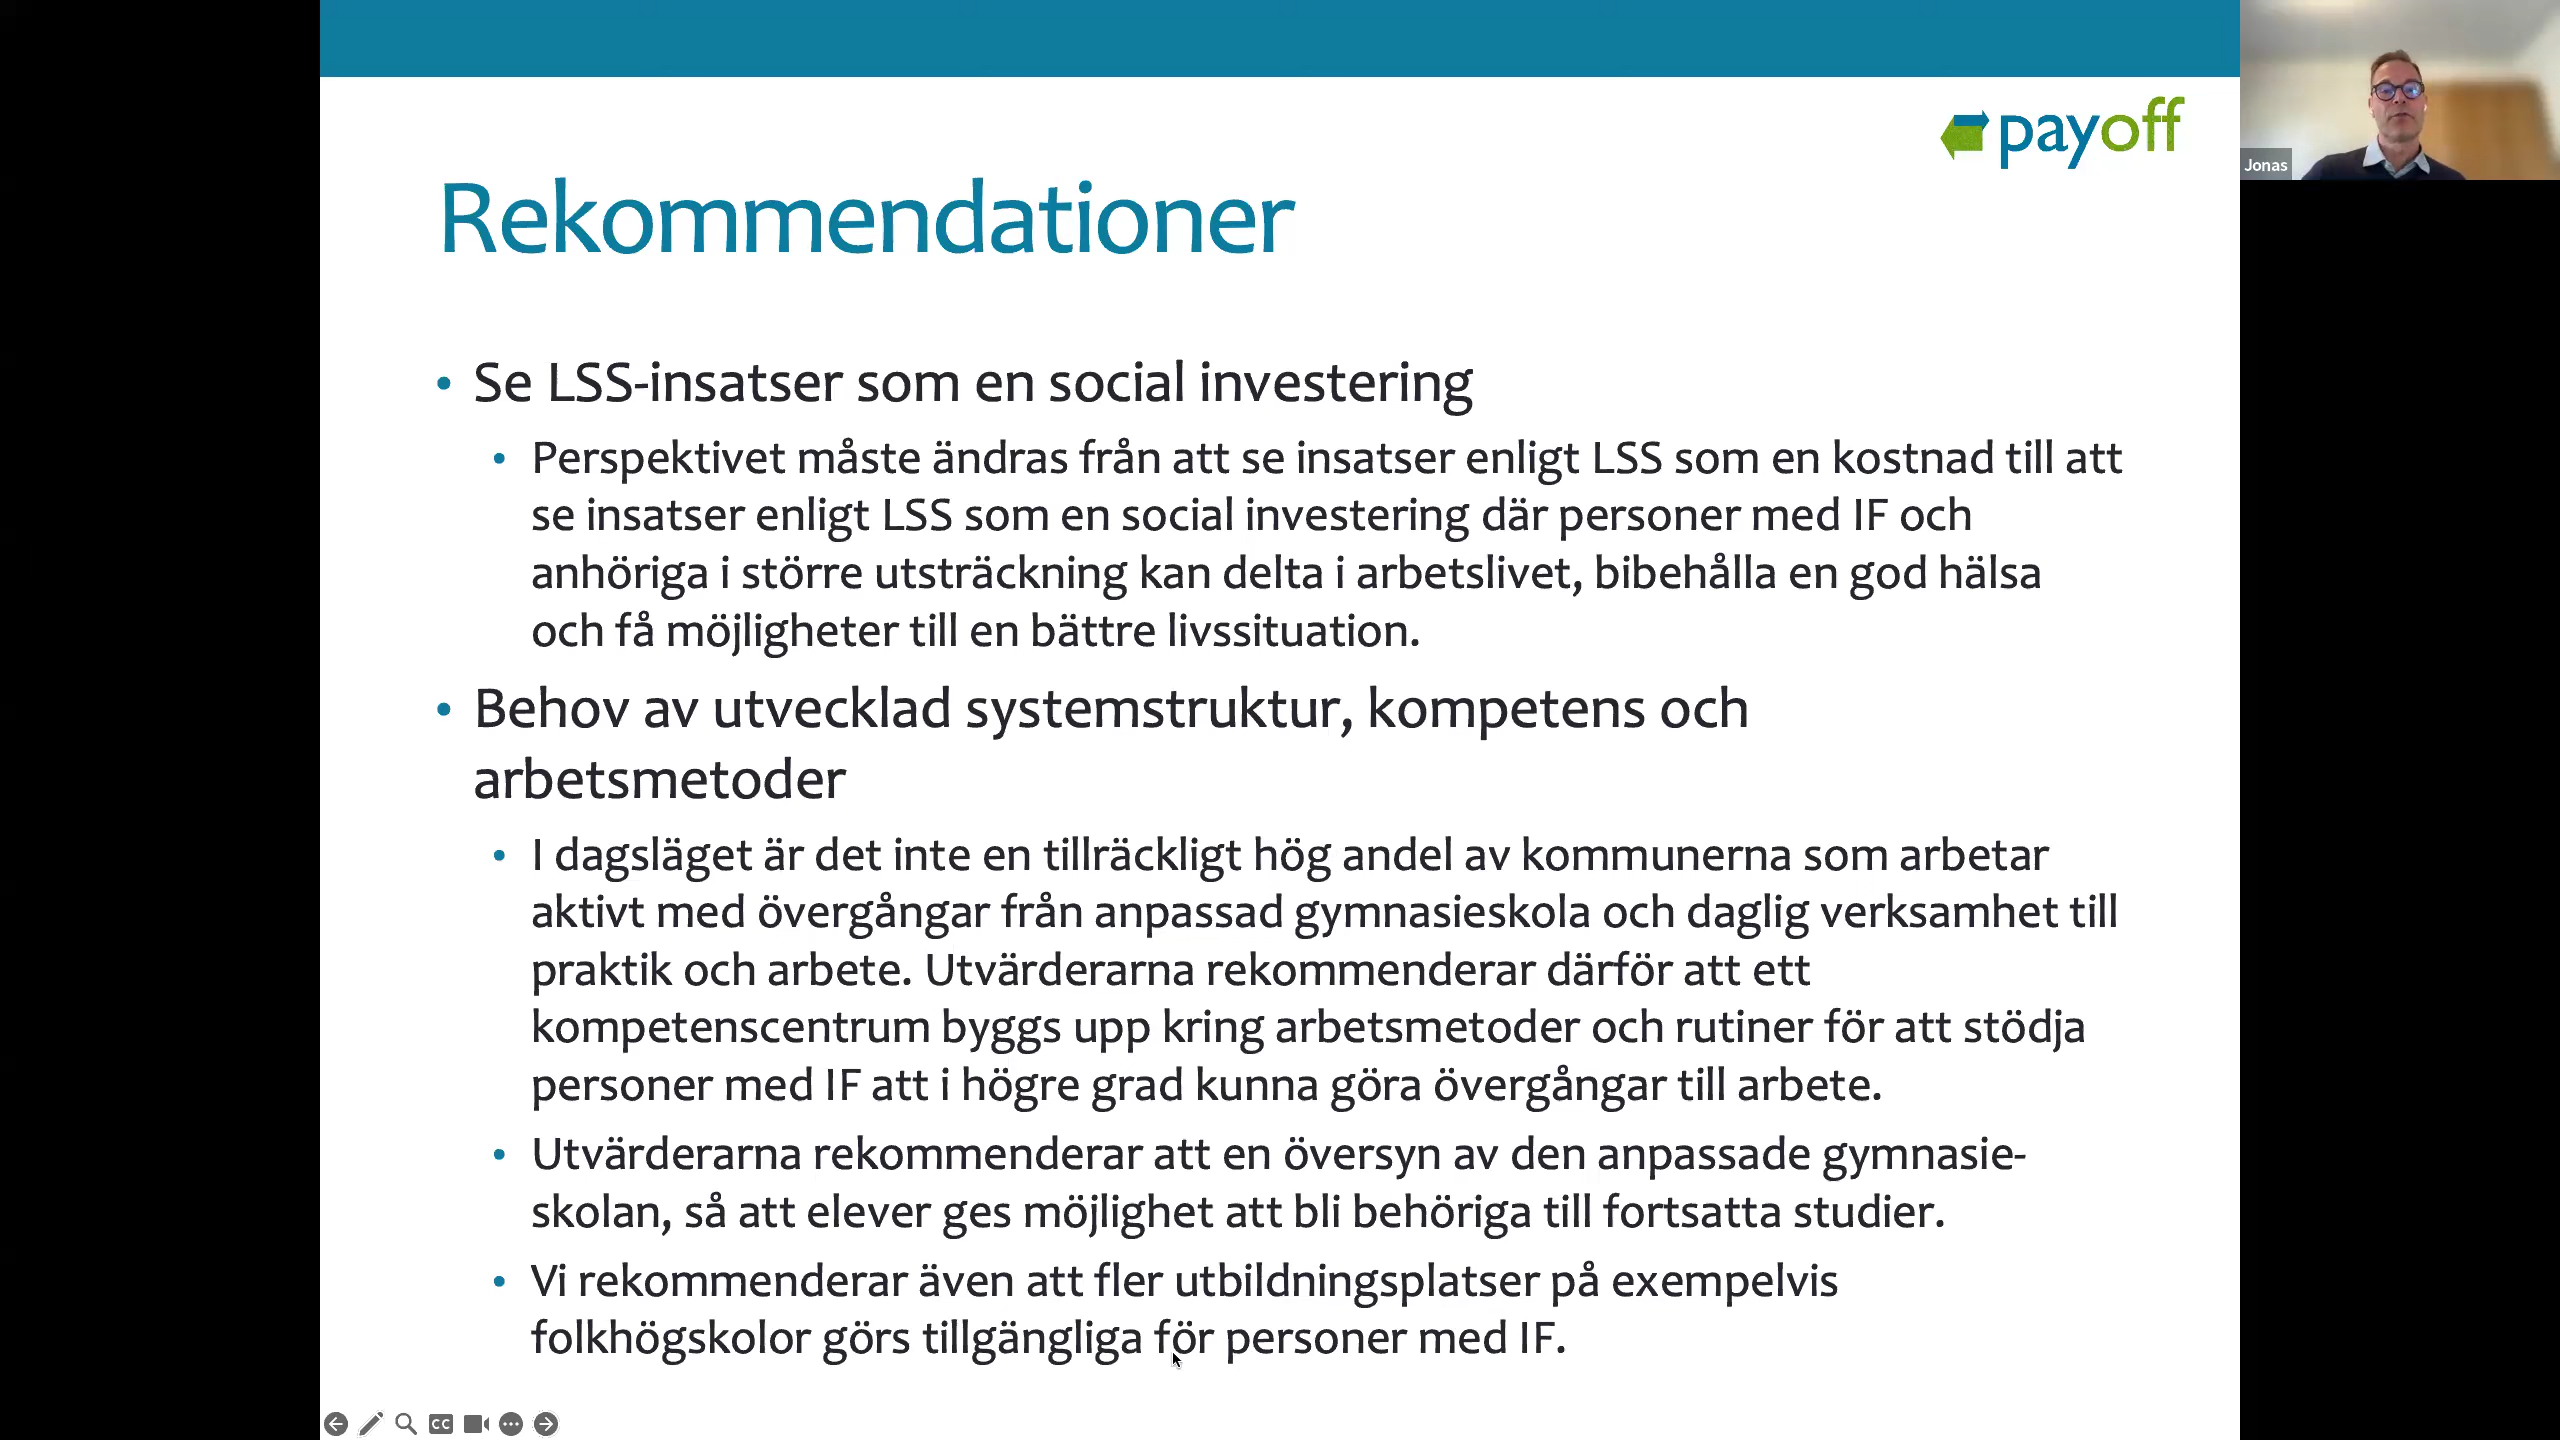 payoff
Jonas
Rekommendationer
• Se LSS-insatser som en social investering
• Perspektivet måste ändras från att se insatser enligt LSS som en kostnad till att
se insatser enligt LSS som en social investering där personer med IF och
anhöriga i större utsträckning kan delta i arbetslivet, bibehålla en god hälsa
och få möjligheter till en bättre livssituation.
• Behov av utvecklad systemstruktur, kompetens och
arbetsmetoder
• I dagsläget är det inte en tillräckligt hög andel av kommunerna som arbetar
aktivt med övergångar från anpassad gymnasieskola och daglig verksamhet till
praktik och arbete. Utvärderarna rekommenderar därför att ett
kompetenscentrum byggs upp kring arbetsmetoder och rutiner för att stödja
personer med IF att i högre grad kunna göra övergångar till arbete.
• Utvärderarna rekommenderar att en översyn av den anpassade gymnasie-
skolan, så att elever ges möjlighet att bli behöriga till fortsatta studier.
• Vi rekommenderar även att fler utbildningsplatser på exempelvis
folkhögskolor görs tillgängliga för personer med IF.
CC